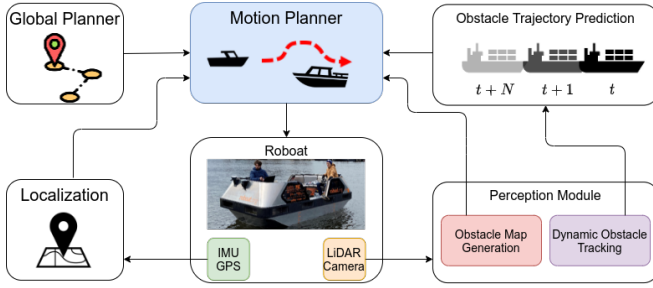 Global Planner
Motion Planner
Obstacle Trajectory Prediction
t + N
t + 1
t
Localization
Roboat
IMU
GPS
LiDAR
Camera
Perception Module
Obstacle Map
Generation
Dynamic Obstacle
Tracking